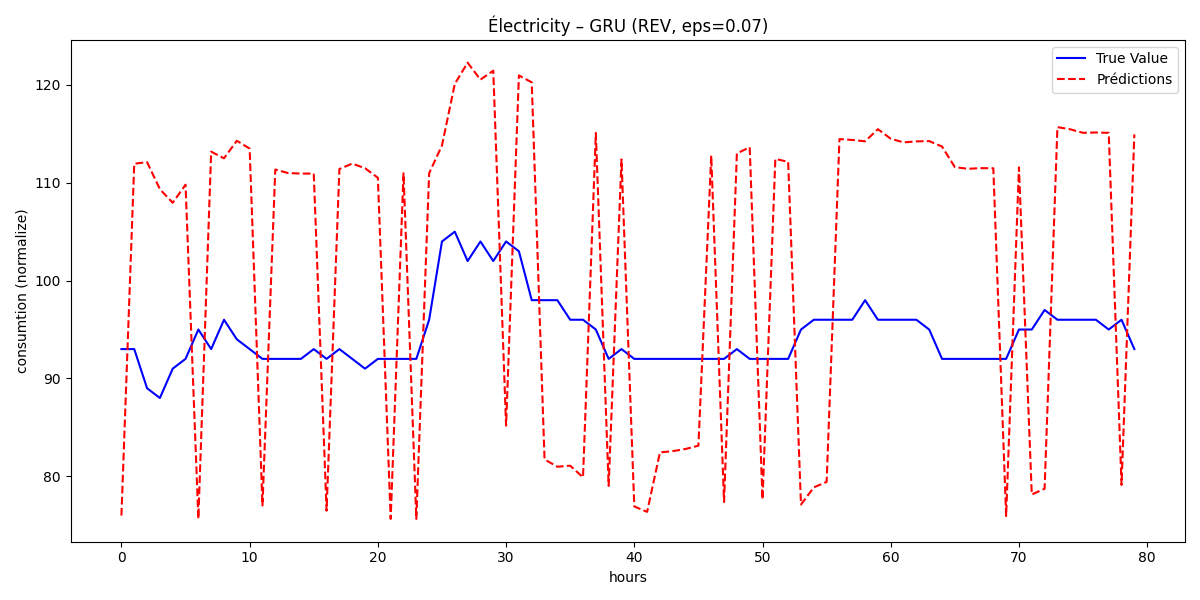 Électricity – GRU (REV, eps=0.07)
True Value
Prédictions
consumtion (normalize)
120
110
100
90
80
0 10 20 30 40 50 60 70 80
hours